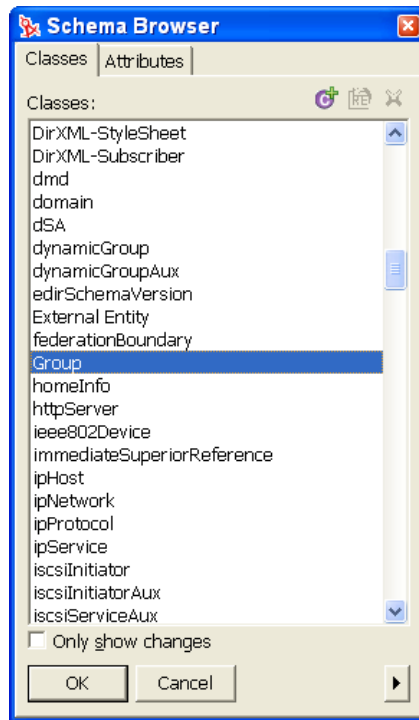 Schema Browser
Classes Attributes
Classes:
DirXML-StyleSheet
DirXML-Subscriber
dmd
domain
dSA
dynamicGroup
dynamicGroupAux
edirSchemaVersion
External Entity
federationBoundary
Group
homeInfo
httpServer
ieee802Device
immediateSuperiorReference
ipHost
ipNetwork
ipProtocol
ipService
iscsiInitiator
iscsiInitiatorAux
iscsiServiceAux
Only show changes
OK Cancel